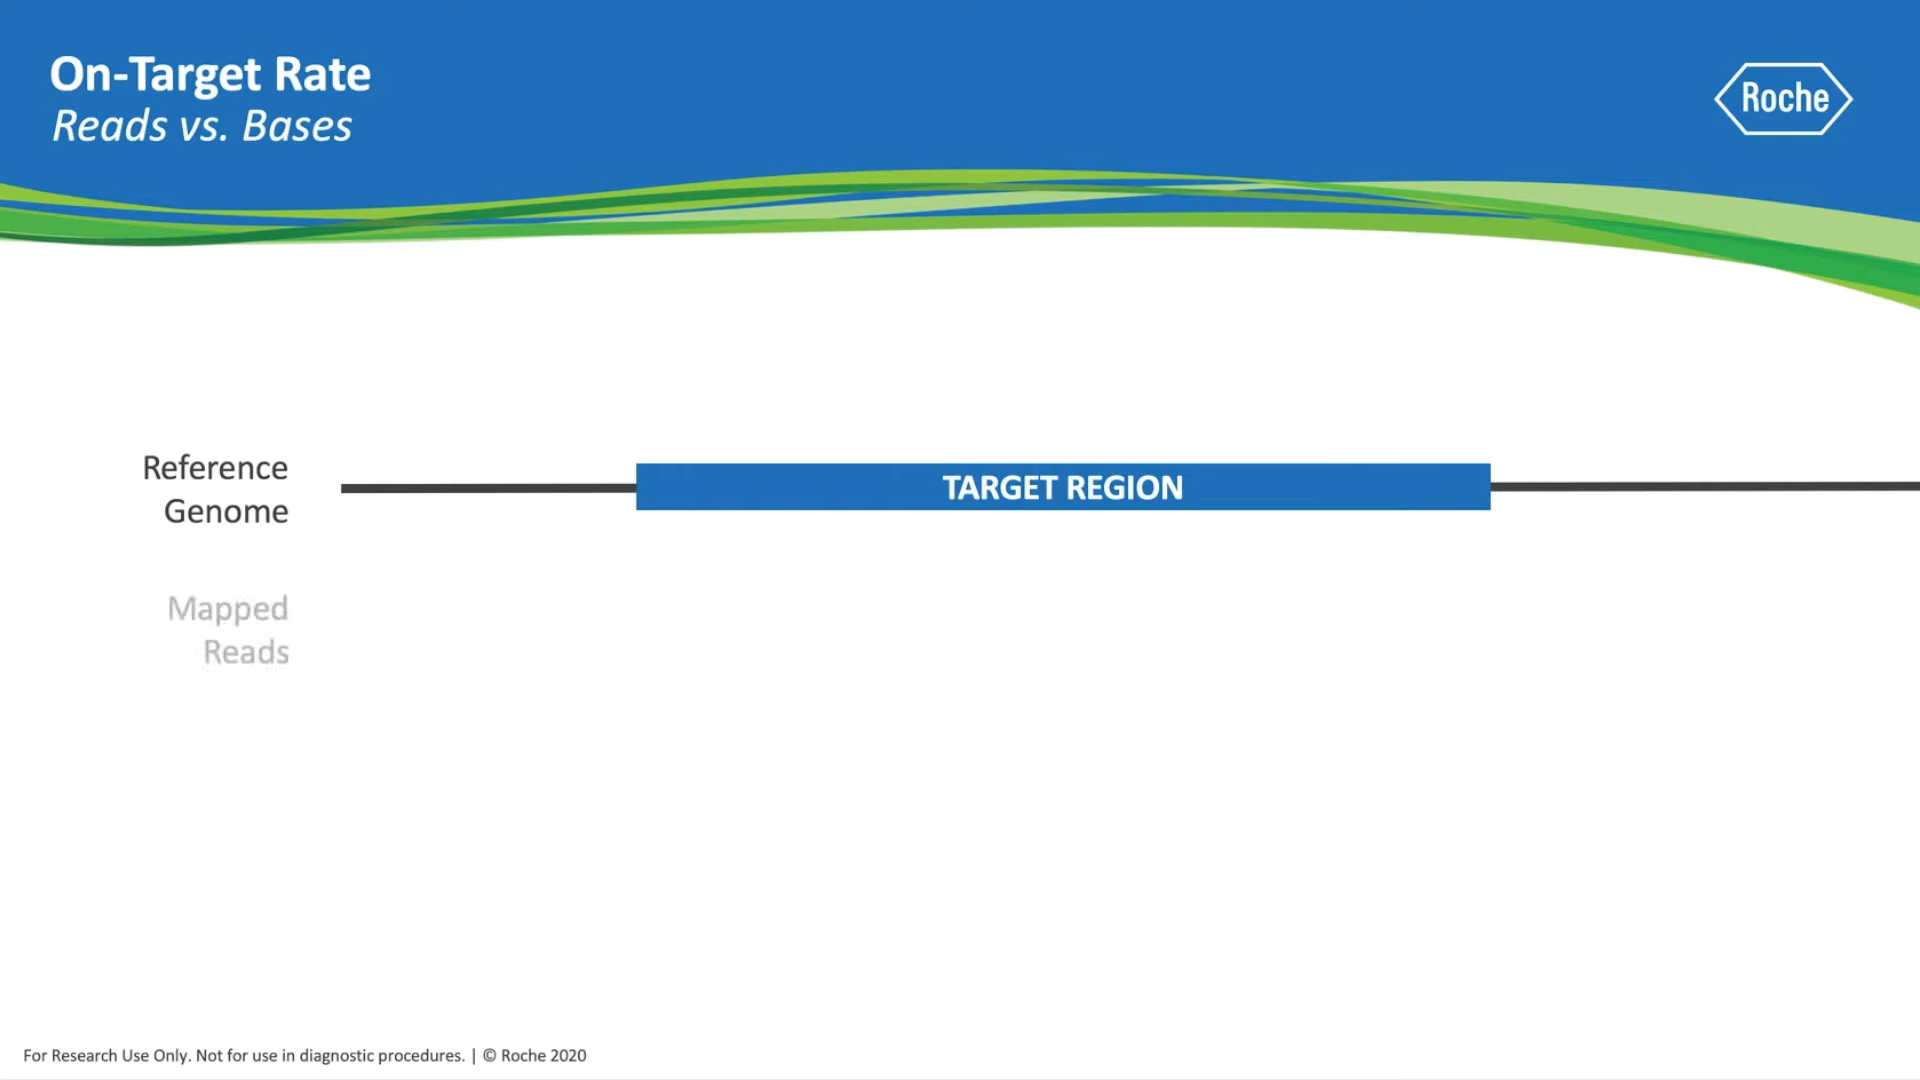 On-Target Rate
Reads vs. Bases
Roche
Reference
Genome
TARGET REGION
Mapped
Reads
For Research Use Only. Not for use in diagnostic procedures. | © Roche 2020